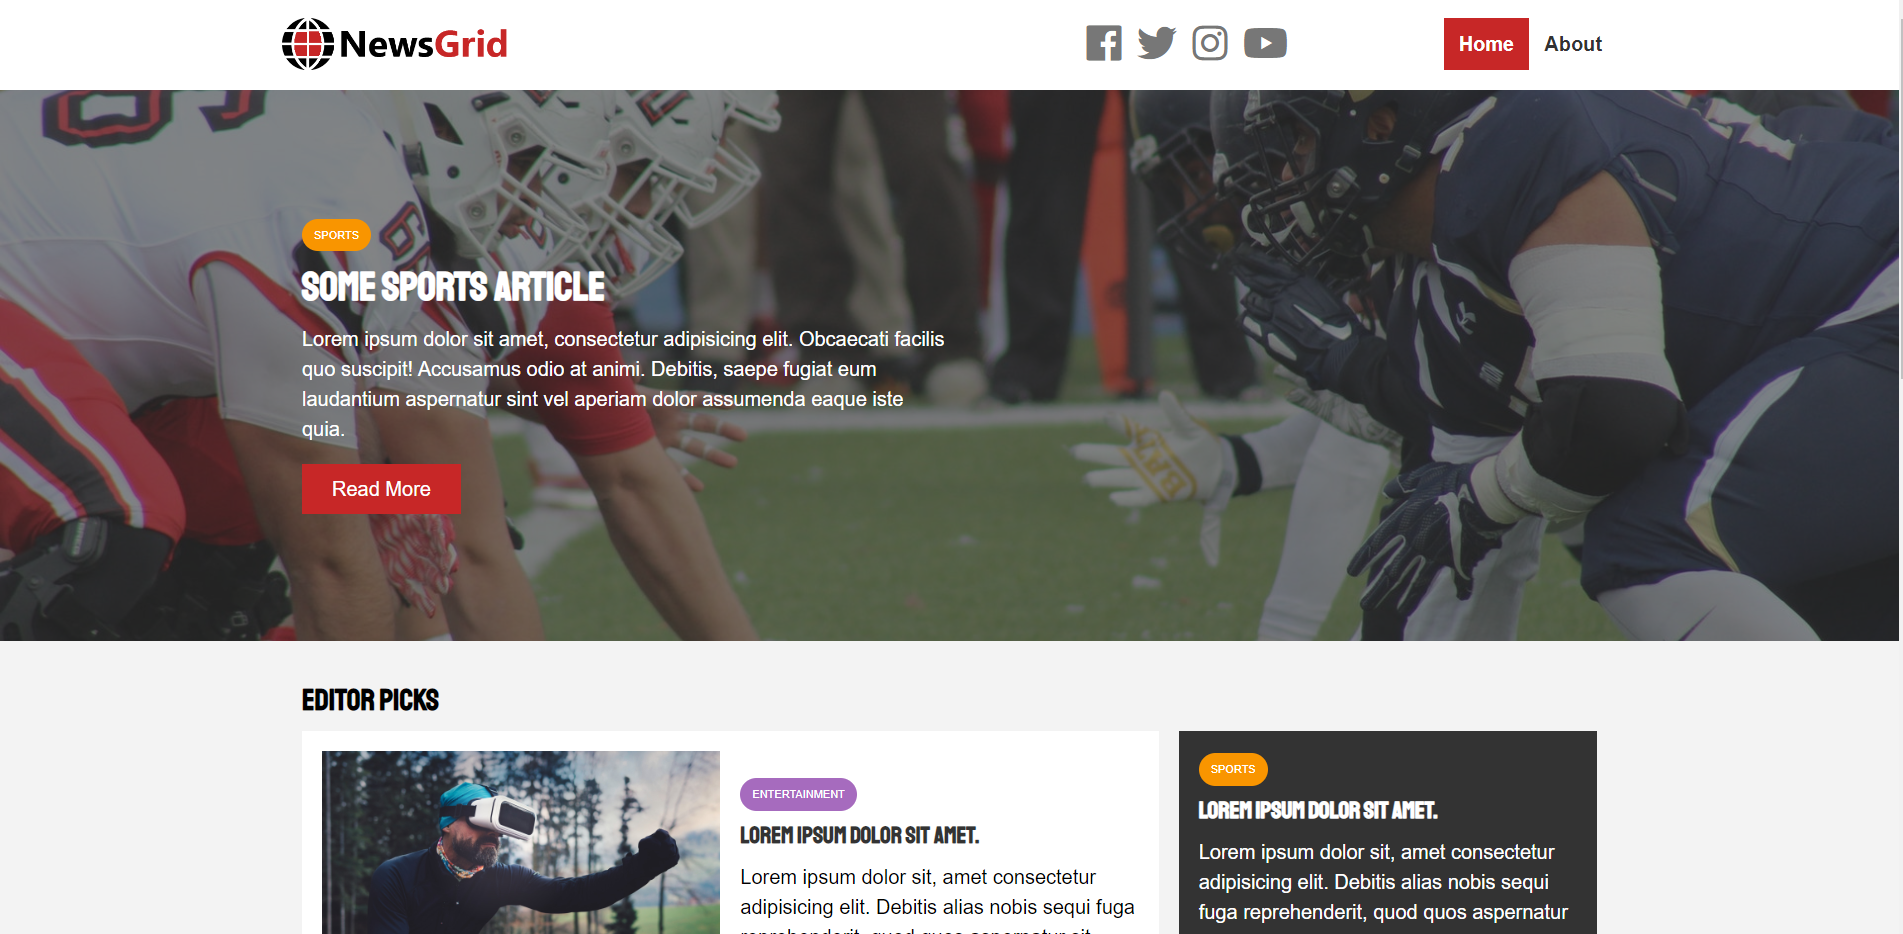 NewsGrid
Home
About
SPORTS
SOME SPORTS ARTICLE
Lorem ipsum dolor sit amet, consectetur adipisicing elit. Obcaecati facilis
quo suscipit! Accusamus odio at animi. Debitis, saepe fugiat eum
laudantium aspernatur sint vel aperiam dolor assumenda eaque iste
quia.
Read More
EDITOR PICKS
ENTERTAINMENT
LOREM IPSUM DOLOR SIT AMET.
Lorem ipsum dolor sit, amet consectetur
adipisicing elit. Debitis alias nobis sequi fuga
SPORTS
LOREM IPSUM DOLOR SIT AMET.
Lorem ipsum dolor sit, amet consectetur
adipisicing elit. Debitis alias nobis sequi
fuga reprehenderit, quod quos aspernatur